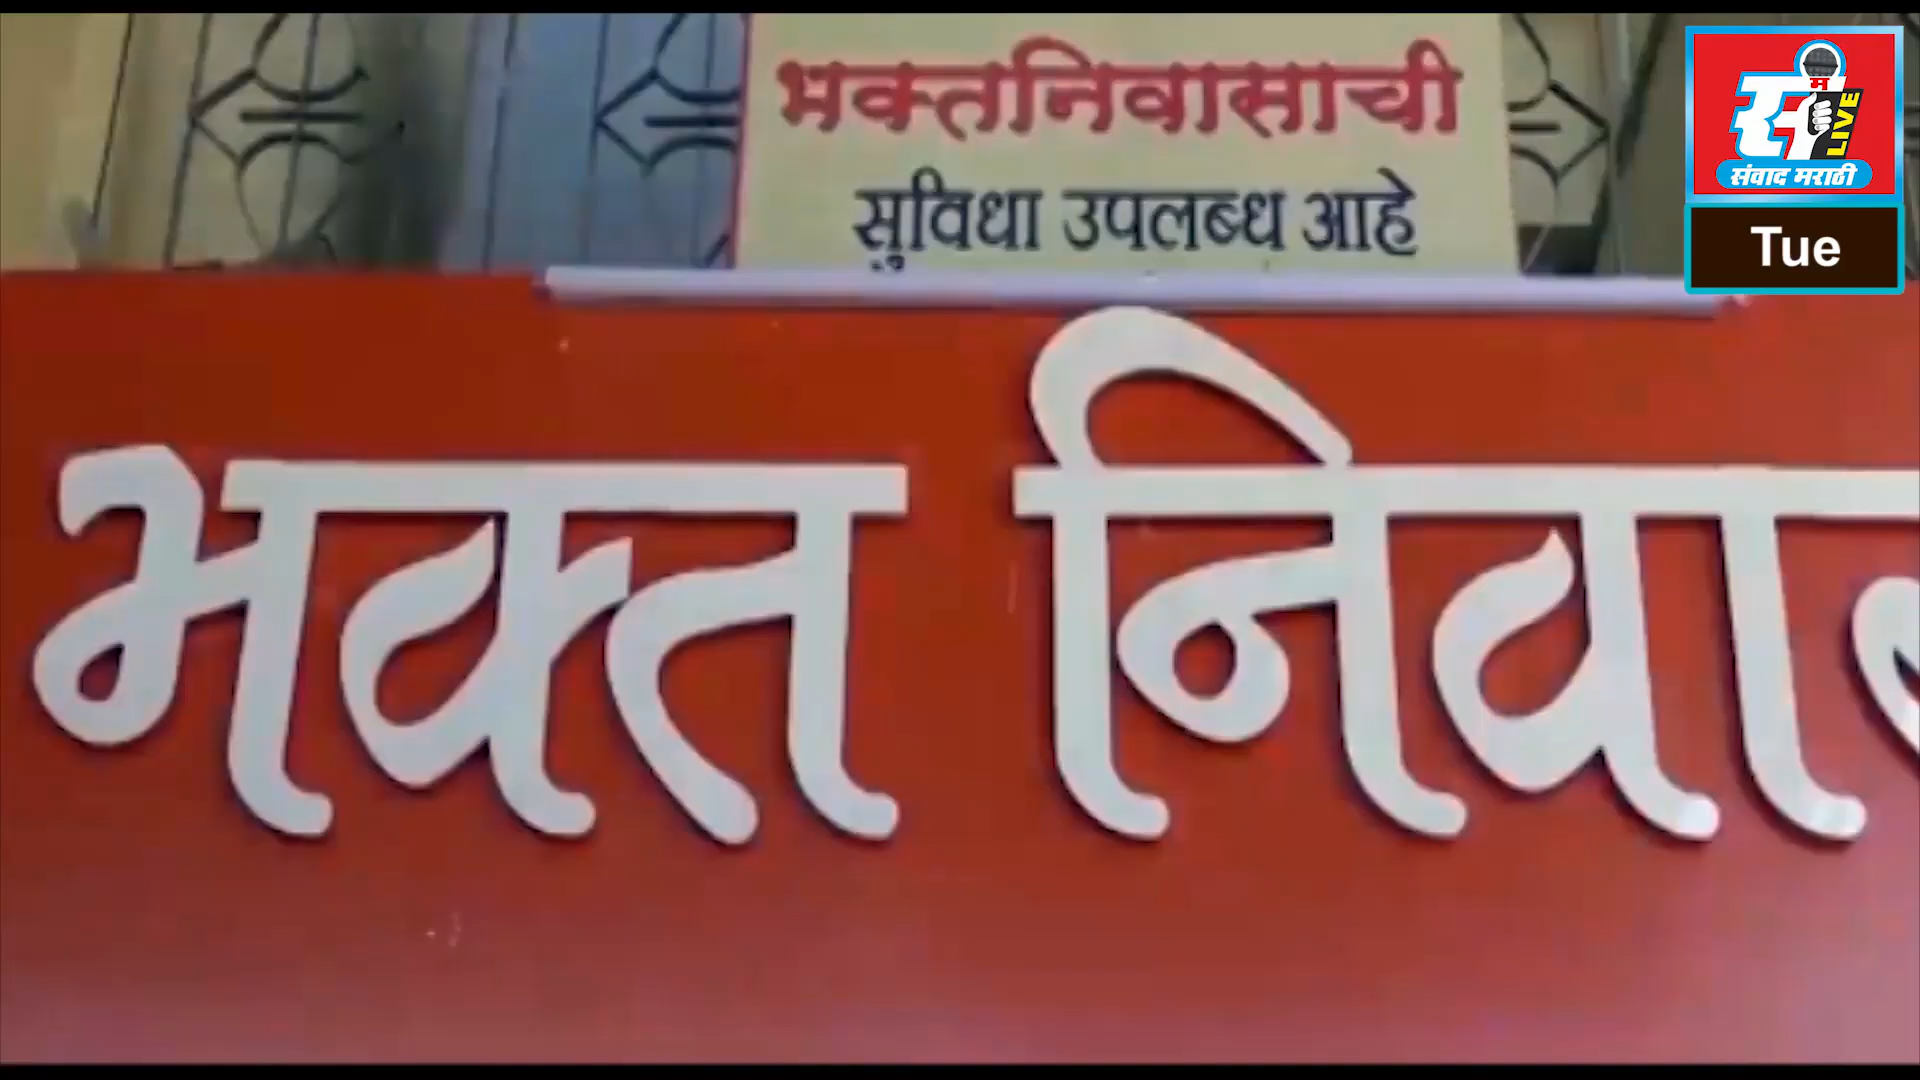 भक्तनिवासाची
सुविधा उपलब्ध आहे
स
म
LIVE
संवाद मराठी
Tue
भक्त निवा